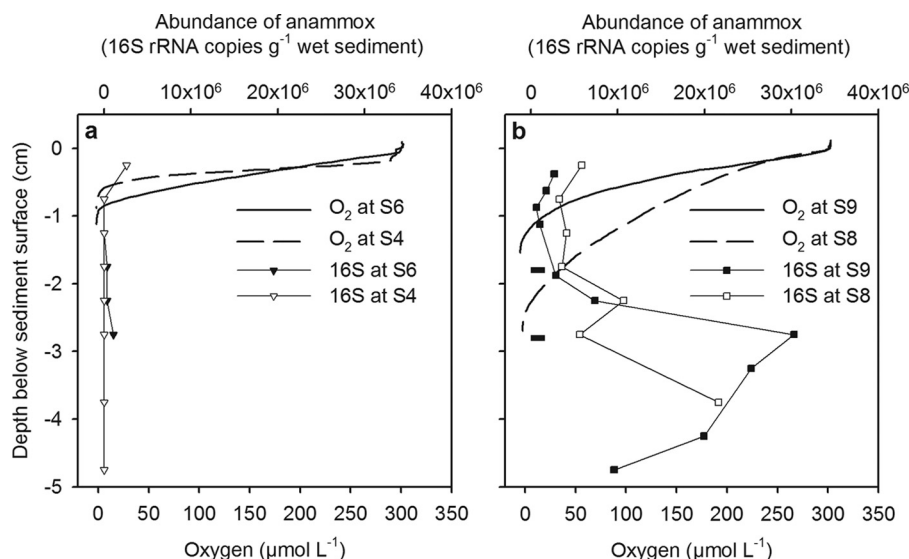 Abundance of anammox
(16S rRNA copies g⁻¹ wet sediment)
0 10x10⁶ 20x10⁶ 30x10⁶ 40x10⁶
a
Depth below sediment surface (cm)
0
-1
-2
-3
-4
-5
O₂ at S6
O₂ at S4
16S at S6
16S at S4
0 50 100 150 200 250 300 350
Oxygen (µmol L⁻¹)
Abundance of anammox
(16S rRNA copies g⁻¹ wet sediment)
0 10x10⁶ 20x10⁶ 30x10⁶ 40x10⁶
b
O₂ at S9
O₂ at S8
16S at S9
16S at S8
0 50 100 150 200 250 300 350
Oxygen (µmol L⁻¹)